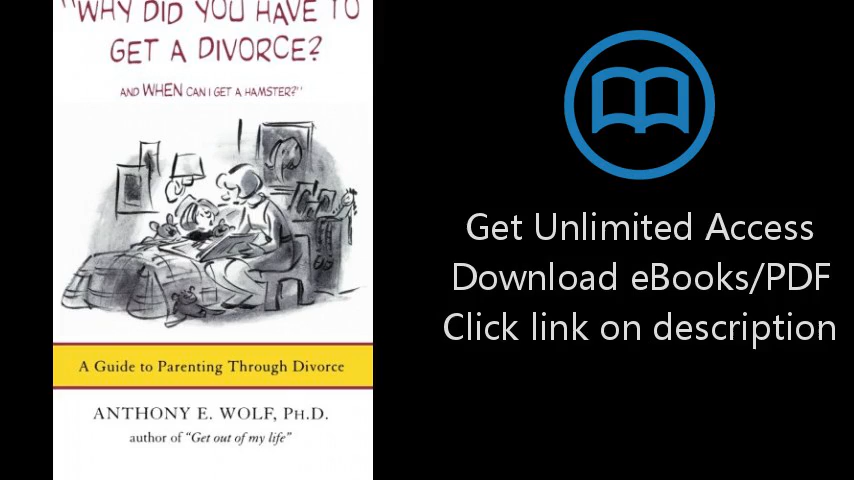 "WHY DID YOU HAVE TO
GET A DIVORCE?
AND WHEN CAN I GET A HAMSTER?"
A Guide to Parenting Through Divorce
ANTHONY E. WOLF, PH.D.
author of "Get out of my life"
Get Unlimited Access
Download eBooks/PDF
Click link on description